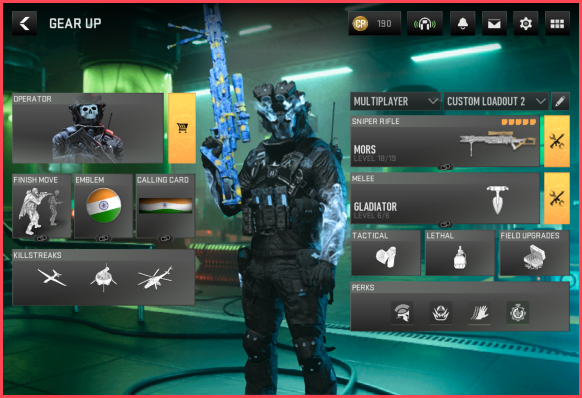 GEAR UP
CP 190
OPERATOR
FINISH MOVE
EMBLEM
CALLING CARD
KILLSTREAKS
MULTIPLAYER
CUSTOM LOADOUT 2
SNIPER RIFLE
MORS
LEVEL 18/19
MELEE
GLADIATOR
LEVEL 6/6
TACTICAL
LETHAL
FIELD UPGRADES
PERKS